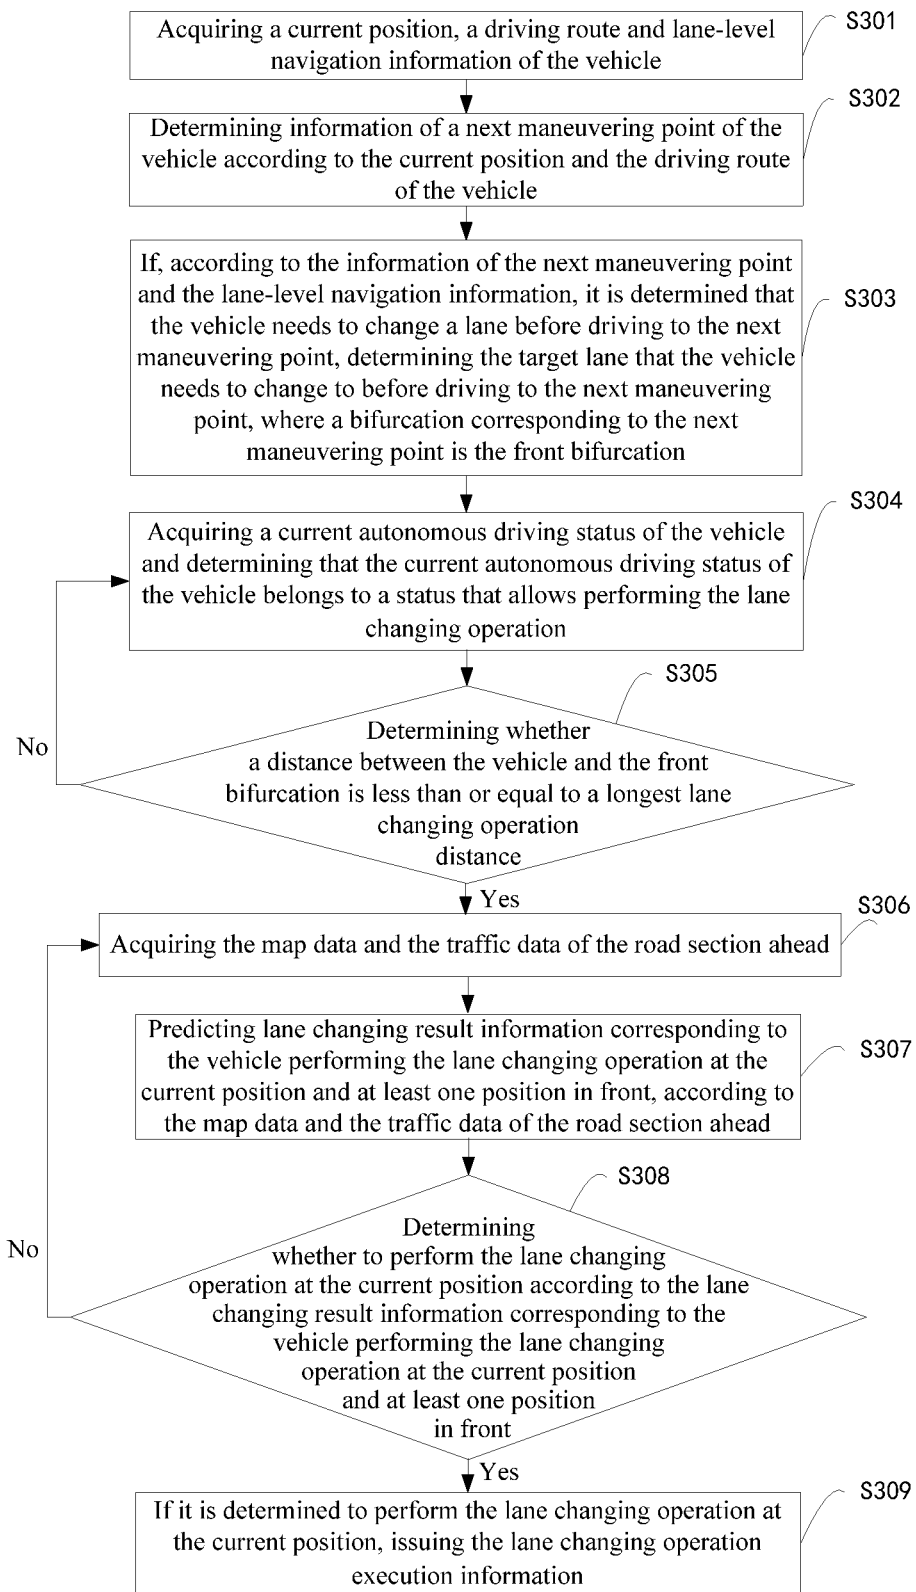 Acquiring a current position, a driving route and lane-level
navigation information of the vehicle
S301
Determining information of a next maneuvering point of the
vehicle according to the current position and the driving route
of the vehicle
S302
If, according to the information of the next maneuvering point
and the lane-level navigation information, it is determined that
the vehicle needs to change a lane before driving to the next
maneuvering point, determining the target lane that the vehicle
needs to change to before driving to the next maneuvering
point, where a bifurcation corresponding to the next
maneuvering point is the front bifurcation
S303
Acquiring a current autonomous driving status of the vehicle
and determining that the current autonomous driving status of
the vehicle belongs to a status that allows performing the lane
changing operation
S304
Determining whether
a distance between the vehicle and the front
bifurcation is less than or equal to a longest lane
changing operation
distance
S305
No
Yes
Acquiring the map data and the traffic data of the road section ahead
S306
Predicting lane changing result information corresponding to
the vehicle performing the lane changing operation at the
current position and at least one position in front, according to
the map data and the traffic data of the road section ahead
S307
Determining
whether to perform the lane changing
operation at the current position according to the lane
changing result information corresponding to the
vehicle performing the lane changing
operation at the current position
and at least one position
in front
S308
No
Yes
If it is determined to perform the lane changing operation at
the current position, issuing the lane changing operation
execution information
S309